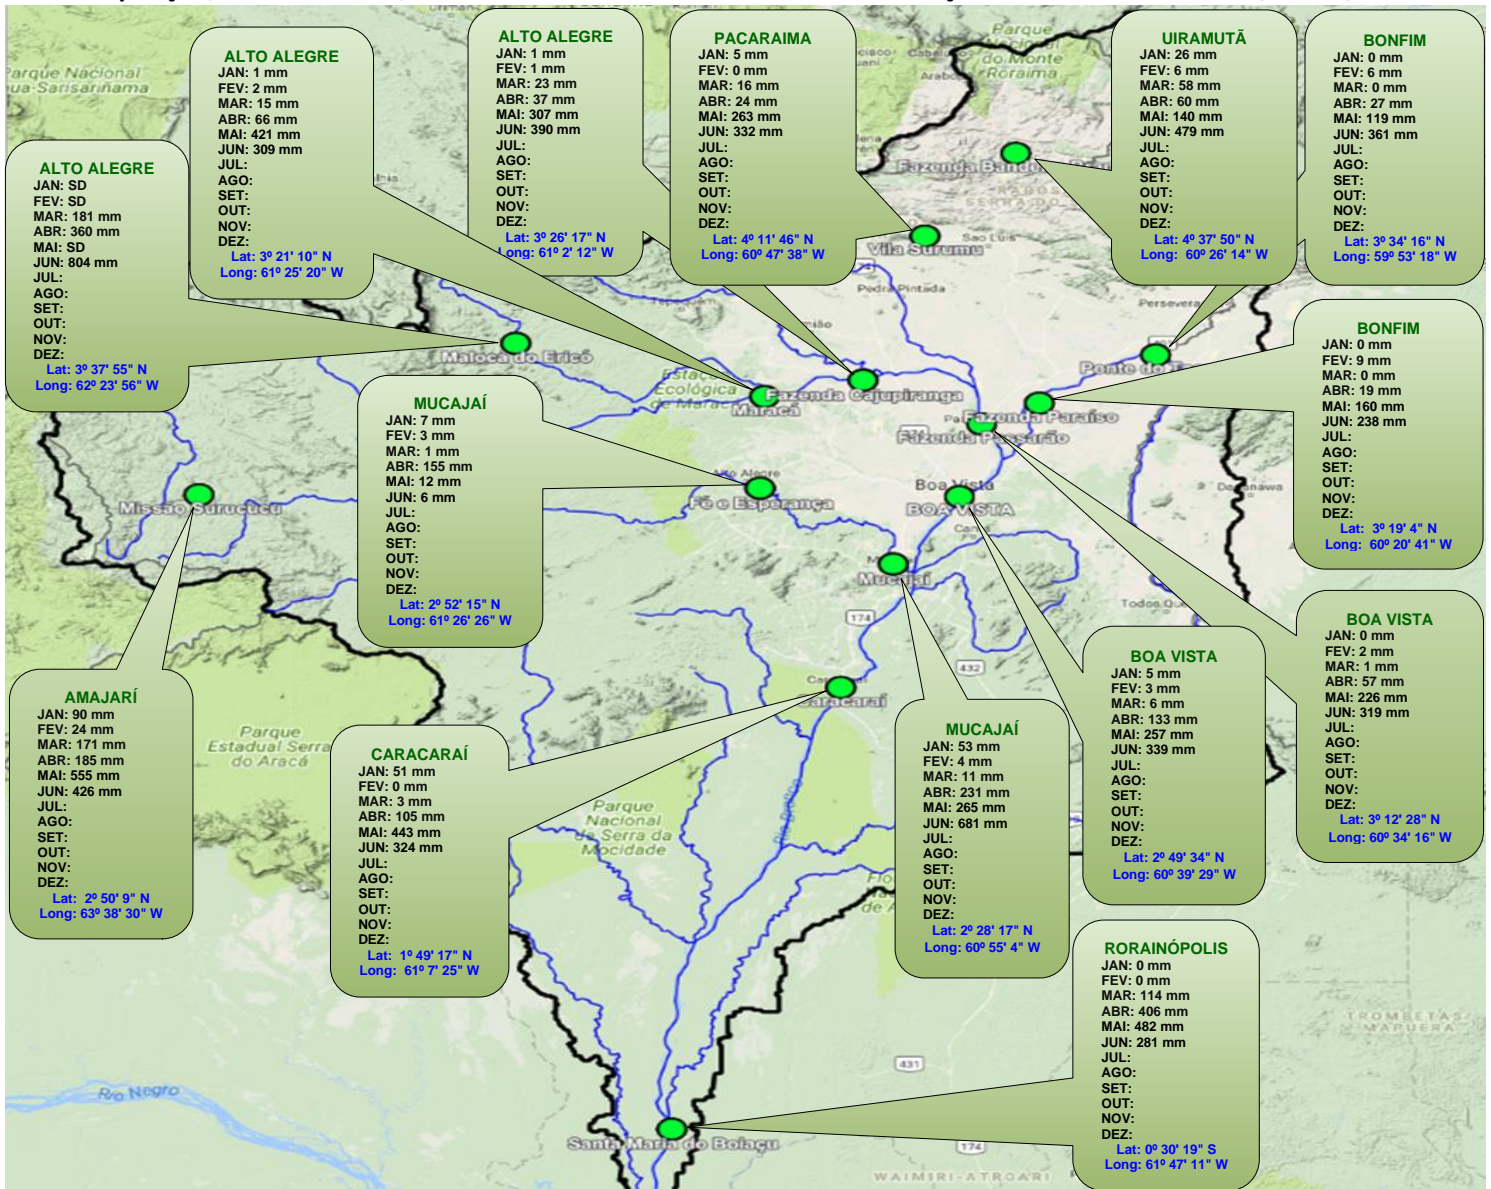 ALTO ALEGRE
JAN: 1 mm
FEV: 2 mm
MAR: 15 mm
ABR: 66 mm
MAI: 421 mm
JUN: 309 mm
JUL:
AGO:
SET:
OUT:
NOV:
DEZ:
Lat: 3º 21' 10" N
Long: 61º 25' 20" W
ALTO ALEGRE
JAN: 1 mm
FEV: 1 mm
MAR: 23 mm
ABR: 37 mm
MAI: 307 mm
JUN: 390 mm
JUL:
AGO:
SET:
OUT:
NOV:
DEZ:
Lat: 3º 26' 17" N
Long: 61º 2' 12" W
PACARAIMA
JAN: 5 mm
FEV: 0 mm
MAR: 16 mm
ABR: 24 mm
MAI: 263 mm
JUN: 332 mm
JUL:
AGO:
SET:
OUT:
NOV:
DEZ:
Lat: 4º 11' 46" N
Long: 60º 47' 38" W
UIRAMUTÃ
JAN: 26 mm
FEV: 6 mm
MAR: 58 mm
ABR: 60 mm
MAI: 140 mm
JUN: 479 mm
JUL:
AGO:
SET:
OUT:
NOV:
DEZ:
Lat: 4º 37' 50" N
Long: 60º 26' 14" W
BONFIM
JAN: 0 mm
FEV: 6 mm
MAR: 0 mm
ABR: 27 mm
MAI: 119 mm
JUN: 361 mm
JUL:
AGO:
SET:
OUT:
NOV:
DEZ:
Lat: 3º 34' 16" N
Long: 59º 53' 18" W
ALTO ALEGRE
JAN: SD
FEV: SD
MAR: 181 mm
ABR: 360 mm
MAI: SD
JUN: 804 mm
JUL:
AGO:
SET:
OUT:
NOV:
DEZ:
Lat: 3º 37' 55" N
Long: 62º 23' 56" W
BONFIM
JAN: 0 mm
FEV: 9 mm
MAR: 0 mm
ABR: 19 mm
MAI: 160 mm
JUN: 238 mm
JUL:
AGO:
SET:
OUT:
NOV:
DEZ:
Lat: 3º 19' 4" N
Long: 60º 20' 41" W
MUCAJAÍ
JAN: 7 mm
FEV: 3 mm
MAR: 1 mm
ABR: 155 mm
MAI: 12 mm
JUN: 6 mm
JUL:
AGO:
SET:
OUT:
NOV:
DEZ:
Lat: 2º 52' 15" N
Long: 61º 26' 26" W
BOA VISTA
JAN: 0 mm
FEV: 2 mm
MAR: 1 mm
ABR: 57 mm
MAI: 226 mm
JUN: 319 mm
JUL:
AGO:
SET:
OUT:
NOV:
DEZ:
Lat: 3º 12' 28" N
Long: 60º 34' 16" W
BOA VISTA
JAN: 5 mm
FEV: 3 mm
MAR: 6 mm
ABR: 133 mm
MAI: 257 mm
JUN: 339 mm
JUL:
AGO:
SET:
OUT:
NOV:
DEZ:
Lat: 2º 49' 34" N
Long: 60º 39' 29" W
AMAJARÍ
JAN: 90 mm
FEV: 24 mm
MAR: 171 mm
ABR: 185 mm
MAI: 555 mm
JUN: 426 mm
JUL:
AGO:
SET:
OUT:
NOV:
DEZ:
Lat: 2º 50' 9" N
Long: 63º 38' 30" W
CARACARAÍ
JAN: 51 mm
FEV: 0 mm
MAR: 3 mm
ABR: 105 mm
MAI: 443 mm
JUN: 324 mm
JUL:
AGO:
SET:
OUT:
NOV:
DEZ:
Lat: 1º 49' 17" N
Long: 61º 7' 25" W
MUCAJAÍ
JAN: 53 mm
FEV: 4 mm
MAR: 11 mm
ABR: 231 mm
MAI: 265 mm
JUN: 681 mm
JUL:
AGO:
SET:
OUT:
NOV:
DEZ:
Lat: 2º 28' 17" N
Long: 60º 55' 4" W
RORAINÓPOLIS
JAN: 0 mm
FEV: 0 mm
MAR: 114 mm
ABR: 406 mm
MAI: 482 mm
JUN: 281 mm
JUL:
AGO:
SET:
OUT:
NOV:
DEZ:
Lat: 0º 30' 19" S
Long: 61º 47' 11" W
Parque Nacional
Parque
Nacional
do Monte
Roraima
Fazenda
Vila Surumu
Sao Luis
Pedra Pintada
Maloca do Ericó
Ponte do
Ecológica
de Maracá
Maracá
Fazenda Cajupiranga
Fazenda Paraíso
Fazenda Passarão
Alto Alegre
Fé e Esperança
Boa Vista
BOA VISTA
Missão Surucucu
Mucajaí
Todos Que
174
432
Caracaraí
Parque
Estadual Serra
do Aracá
Parque
Nacional
da Serra da
Mocidade
Rio Branco
TROMBETAS/
MAPUERA
431
Rio Negro
Santa Maria do Boiaçu
174
WAIMIRI-ATROARI